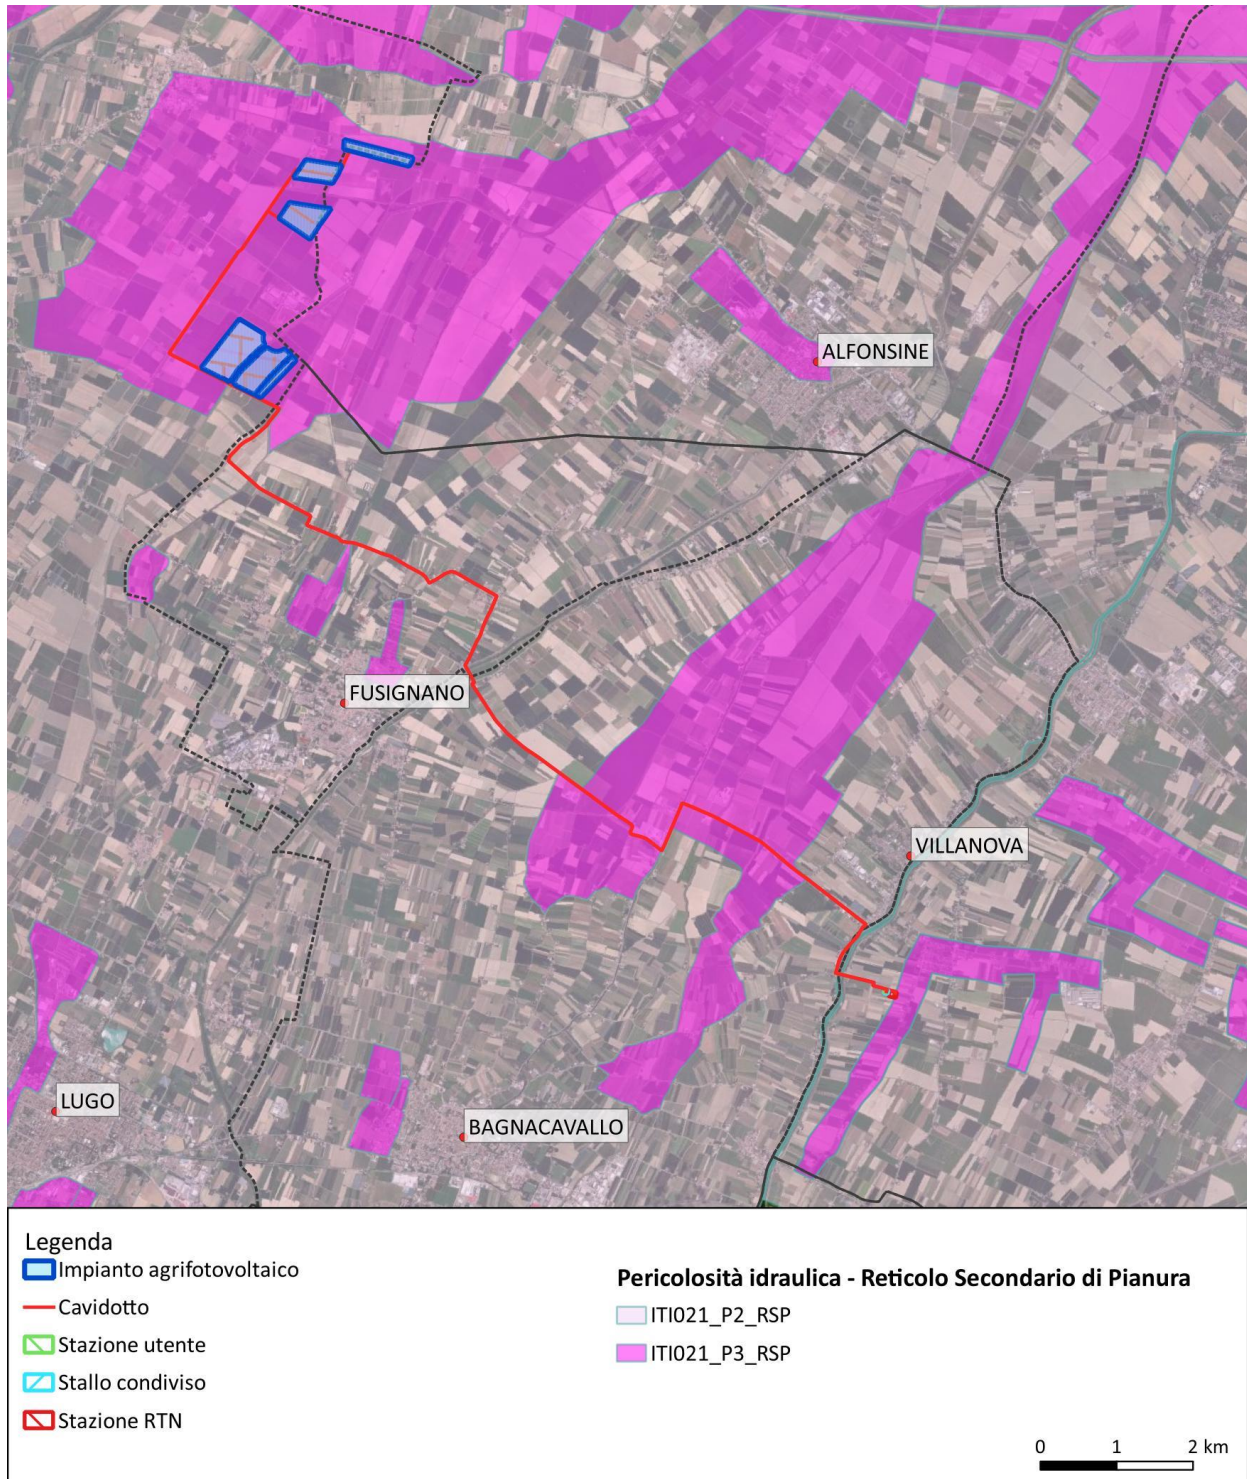 ALFONSINE
FUSIGNANO
VILLANOVA
LUGO
BAGNACAVALLO
Legenda
Impianto agrifotovoltaico
Cavidotto
Stazione utente
Stallo condiviso
Stazione RTN
Pericolosità idraulica - Reticolo Secondario di Pianura
ITI021_P2_RSP
ITI021_P3_RSP
0 1 2 km